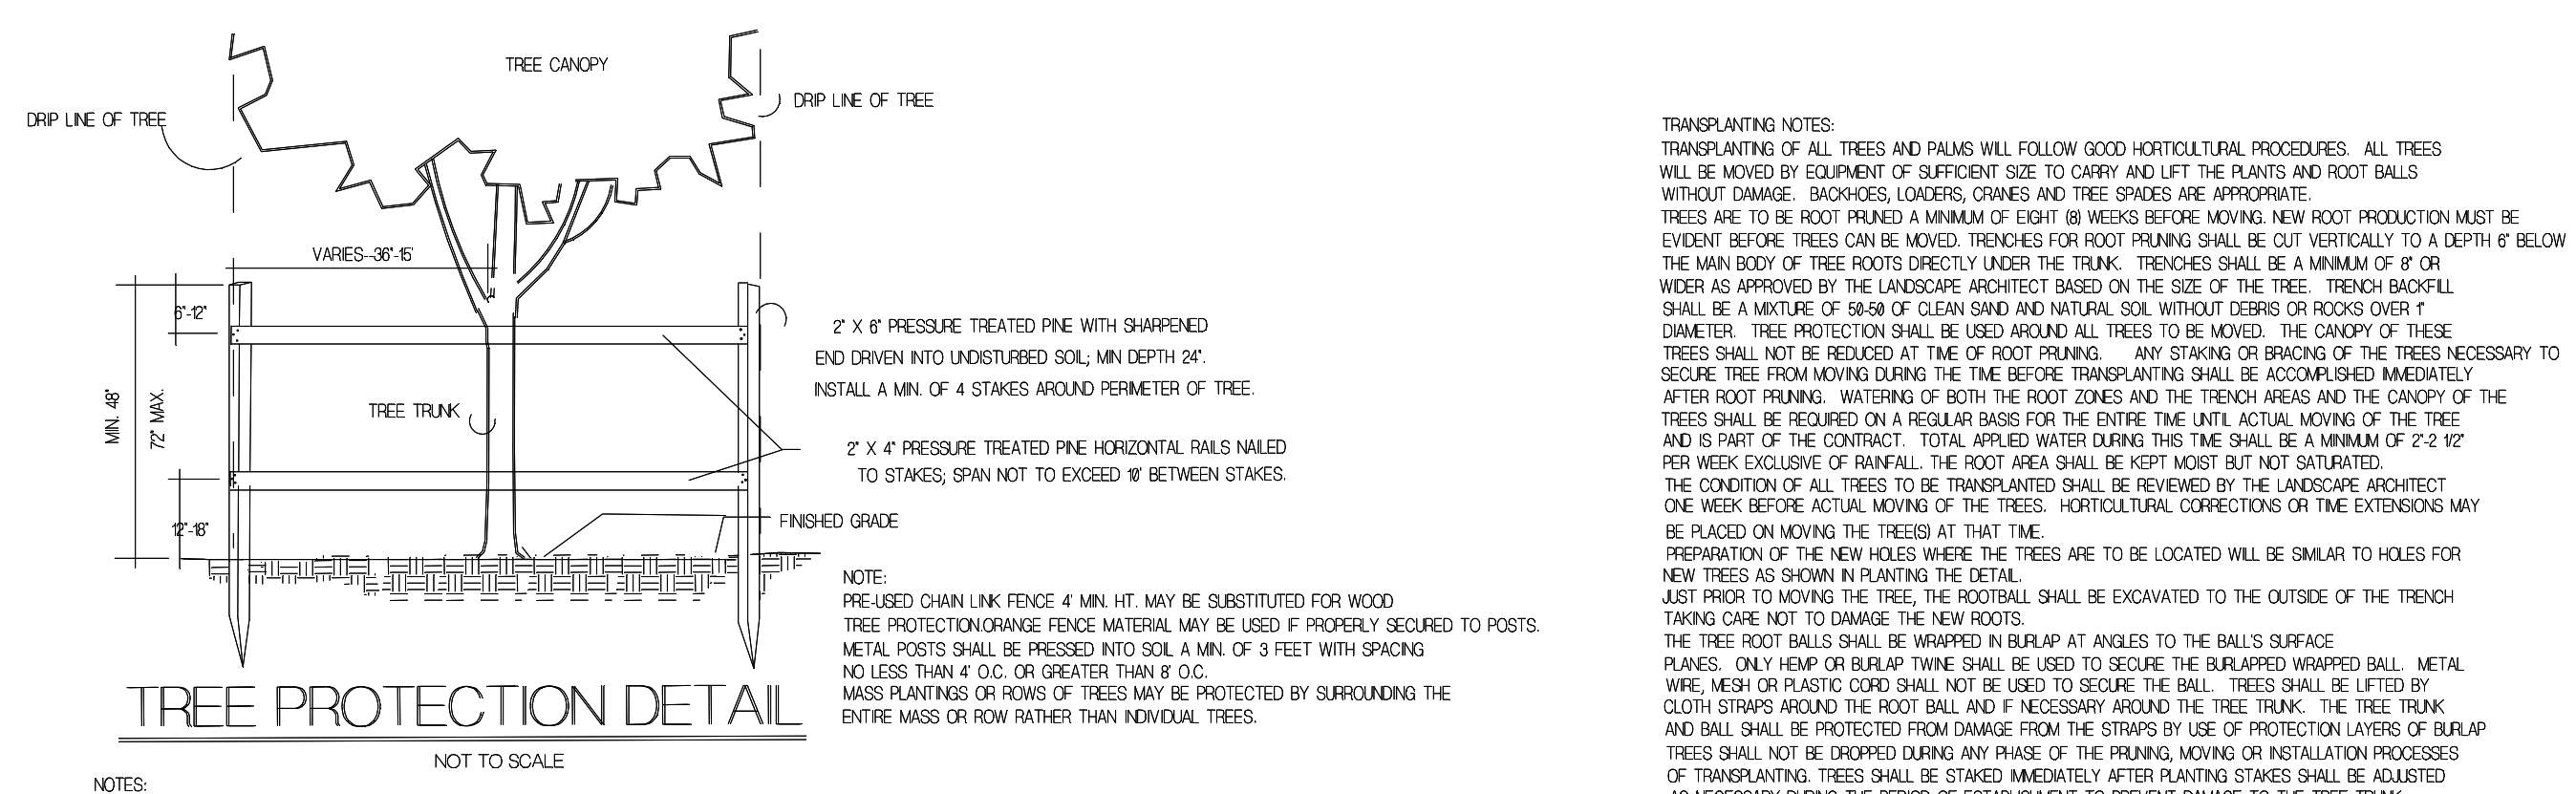 TREE CANOPY
DRIP LINE OF TREE
DRIP LINE OF TREE
VARIES--36"-15'
6"-12"
MIN. 48"
72" MAX.
12"-18"
TREE TRUNK
2" X 6" PRESSURE TREATED PINE WITH SHARPENED
END DRIVEN INTO UNDISTURBED SOIL; MIN DEPTH 24".
INSTALL A MIN. OF 4 STAKES AROUND PERIMETER OF TREE.
2" X 4" PRESSURE TREATED PINE HORIZONTAL RAILS NAILED
TO STAKES; SPAN NOT TO EXCEED 10' BETWEEN STAKES.
FINISHED GRADE
NOTE:
PRE-USED CHAIN LINK FENCE 4' MIN. HT. MAY BE SUBSTITUTED FOR WOOD
TREE PROTECTION.ORANGE FENCE MATERIAL MAY BE USED IF PROPERLY SECURED TO POSTS.
METAL POSTS SHALL BE PRESSED INTO SOIL A MIN. OF 3 FEET WITH SPACING
NO LESS THAN 4' O.C. OR GREATER THAN 8' O.C.
MASS PLANTINGS OR ROWS OF TREES MAY BE PROTECTED BY SURROUNDING THE
ENTIRE MASS OR ROW RATHER THAN INDIVIDUAL TREES.
TREE PROTECTION DETAIL
NOT TO SCALE
NOTES:
TRANSPLANTING NOTES:
TRANSPLANTING OF ALL TREES AND PALMS WILL FOLLOW GOOD HORTICULTURAL PROCEDURES. ALL TREES
WILL BE MOVED BY EQUIPMENT OF SUFFICIENT SIZE TO CARRY AND LIFT THE PLANTS AND ROOT BALLS
WITHOUT DAMAGE. BACKHOES, LOADERS, CRANES AND TREE SPADES ARE APPROPRIATE.
TREES ARE TO BE ROOT PRUNED A MINIMUM OF EIGHT (8) WEEKS BEFORE MOVING. NEW ROOT PRODUCTION MUST BE
EVIDENT BEFORE TREES CAN BE MOVED. TRENCHES FOR ROOT PRUNING SHALL BE CUT VERTICALLY TO A DEPTH 6" BELOW
THE MAIN BODY OF TREE ROOTS DIRECTLY UNDER THE TRUNK. TRENCHES SHALL BE A MINIMUM OF 8" OR
WIDER AS APPROVED BY THE LANDSCAPE ARCHITECT BASED ON THE SIZE OF THE TREE. TRENCH BACKFILL
SHALL BE A MIXTURE OF 50-50 OF CLEAN SAND AND NATURAL SOIL WITHOUT DEBRIS OR ROCKS OVER 1"
DIAMETER. TREE PROTECTION SHALL BE USED AROUND ALL TREES TO BE MOVED. THE CANOPY OF THESE
TREES SHALL NOT BE REDUCED AT TIME OF ROOT PRUNING. ANY STAKING OR BRACING OF THE TREES NECESSARY TO
SECURE TREE FROM MOVING DURING THE TIME BEFORE TRANSPLANTING SHALL BE ACCOMPLISHED IMMEDIATELY
AFTER ROOT PRUNING. WATERING OF BOTH THE ROOT ZONES AND THE TRENCH AREAS AND THE CANOPY OF THE
TREES SHALL BE REQUIRED ON A REGULAR BASIS FOR THE ENTIRE TIME UNTIL ACTUAL MOVING OF THE TREE
AND IS PART OF THE CONTRACT. TOTAL APPLIED WATER DURING THIS TIME SHALL BE A MINIMUM OF 2"-2 1/2"
PER WEEK EXCLUSIVE OF RAINFALL. THE ROOT AREA SHALL BE KEPT MOIST BUT NOT SATURATED.
THE CONDITION OF ALL TREES TO BE TRANSPLANTED SHALL BE REVIEWED BY THE LANDSCAPE ARCHITECT
ONE WEEK BEFORE ACTUAL MOVING OF THE TREES. HORTICULTURAL CORRECTIONS OR TIME EXTENSIONS MAY
BE PLACED ON MOVING THE TREE(S) AT THAT TIME.
PREPARATION OF THE NEW HOLES WHERE THE TREES ARE TO BE LOCATED WILL BE SIMILAR TO HOLES FOR
NEW TREES AS SHOWN IN PLANTING THE DETAIL.
JUST PRIOR TO MOVING THE TREE, THE ROOTBALL SHALL BE EXCAVATED TO THE OUTSIDE OF THE TRENCH
TAKING CARE NOT TO DAMAGE THE NEW ROOTS.
THE TREE ROOT BALLS SHALL BE WRAPPED IN BURLAP AT ANGLES TO THE BALL'S SURFACE
PLANES. ONLY HEMP OR BURLAP TWINE SHALL BE USED TO SECURE THE BURLAPPED WRAPPED BALL. METAL
WIRE, MESH OR PLASTIC CORD SHALL NOT BE USED TO SECURE THE BALL. TREES SHALL BE LIFTED BY
CLOTH STRAPS AROUND THE ROOT BALL AND IF NECESSARY AROUND THE TREE TRUNK. THE TREE TRUNK
AND BALL SHALL BE PROTECTED FROM DAMAGE FROM THE STRAPS BY USE OF PROTECTION LAYERS OF BURLAP
TREES SHALL NOT BE DROPPED DURING ANY PHASE OF THE PRUNING, MOVING OR INSTALLATION PROCESSES
OF TRANSPLANTING. TREES SHALL BE STAKED IMMEDIATELY AFTER PLANTING STAKES SHALL BE ADJUSTED